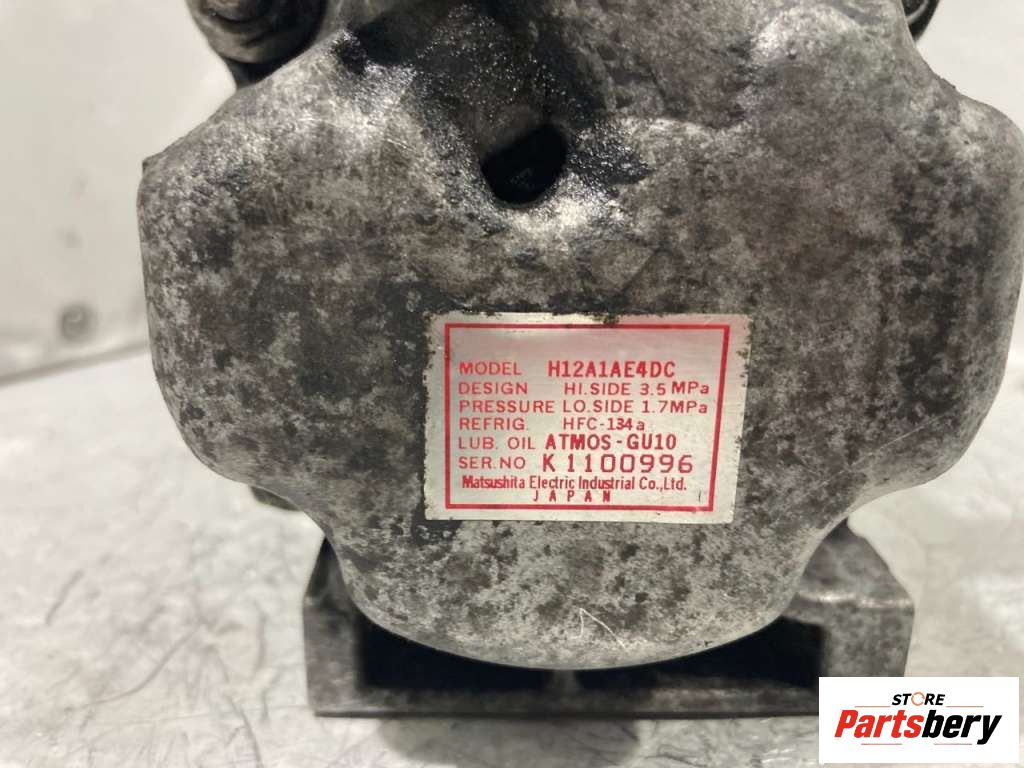 MODEL H12A1AE4DC
DESIGN HI.SIDE 3.5 MPa
PRESSURE LO.SIDE 1.7MPa
REFRIG. HFC-134a
LUB. OIL ATMOS-GU10
SER.NO K1100996
Matsushita Electric Industrial Co.,Ltd.
JAPAN
STORE
Partsbery